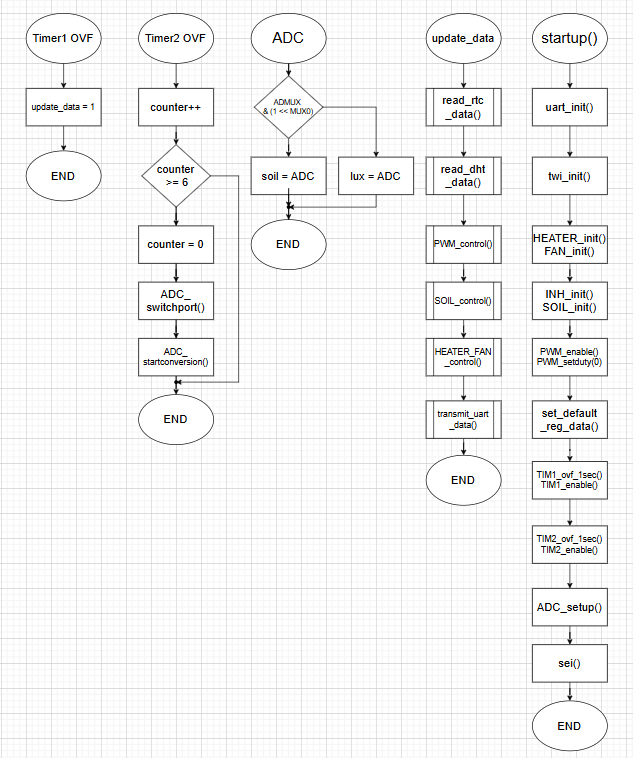 Timer1 OVF
update_data = 1
END
Timer2 OVF
counter++
counter
>= 6
counter = 0
ADC_
switchport()
ADC_
startconversion()
END
ADC
ADMUX
& (1 << MUX0)
soil = ADC
lux = ADC
END
update_data
read_rtc
_data()
read_dht
_data()
PWM_control()
SOIL_control()
HEATER_FAN
_control()
transmit_uart
_data()
END
startup()
uart_init()
twi_init()
HEATER_init()
FAN_init()
INH_init()
SOIL_init()
PWM_enable()
PWM_setduty(0)
set_default
_reg_data()
TIM1_ovf_1sec()
TIM1_enable()
TIM2_ovf_1sec()
TIM2_enable()
ADC_setup()
sei()
END